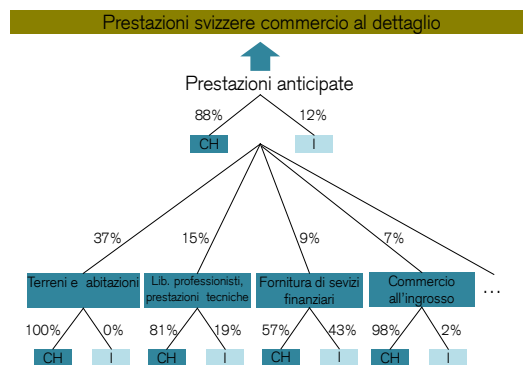 Prestazioni svizzere commercio al dettaglio
Prestazioni anticipate
88% 12%
CH I
37% 15% 9% 7%
Terreni e abitazioni
Lib. professionisti,
prestazioni tecniche
Fornitura di sevizi
finanziari
Commercio
all'ingrosso
...
100% 0% 81% 19% 57% 43% 98% 2%
CH I CH I CH I CH I